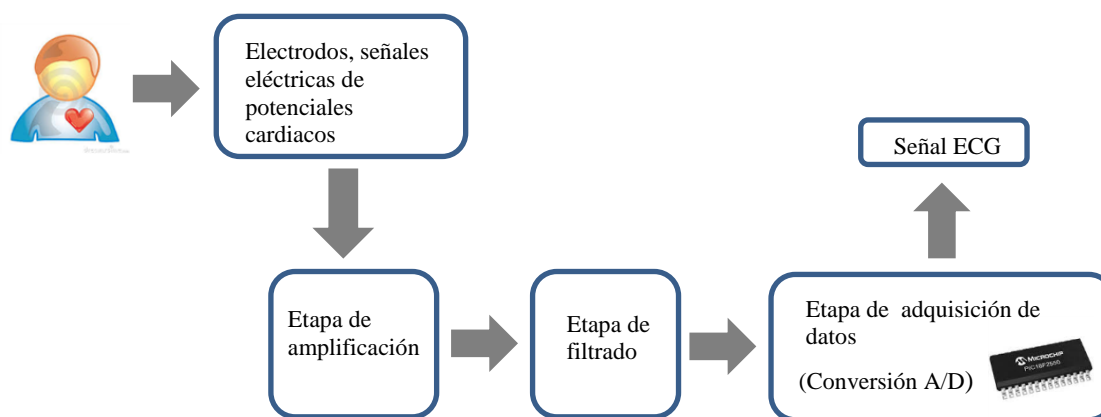 Electrodos, señales
eléctricas de
potenciales
cardiacos
Señal ECG
Etapa de
amplificación
Etapa de
filtrado
Etapa de adquisición de
datos
(Conversión A/D)
MICROCHIP